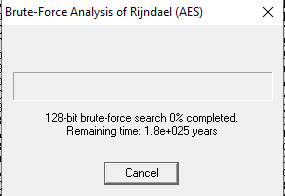 Brute-Force Analysis of Rijndael (AES)
128-bit brute-force search 0% completed.
Remaining time: 1.8e+025 years
Cancel